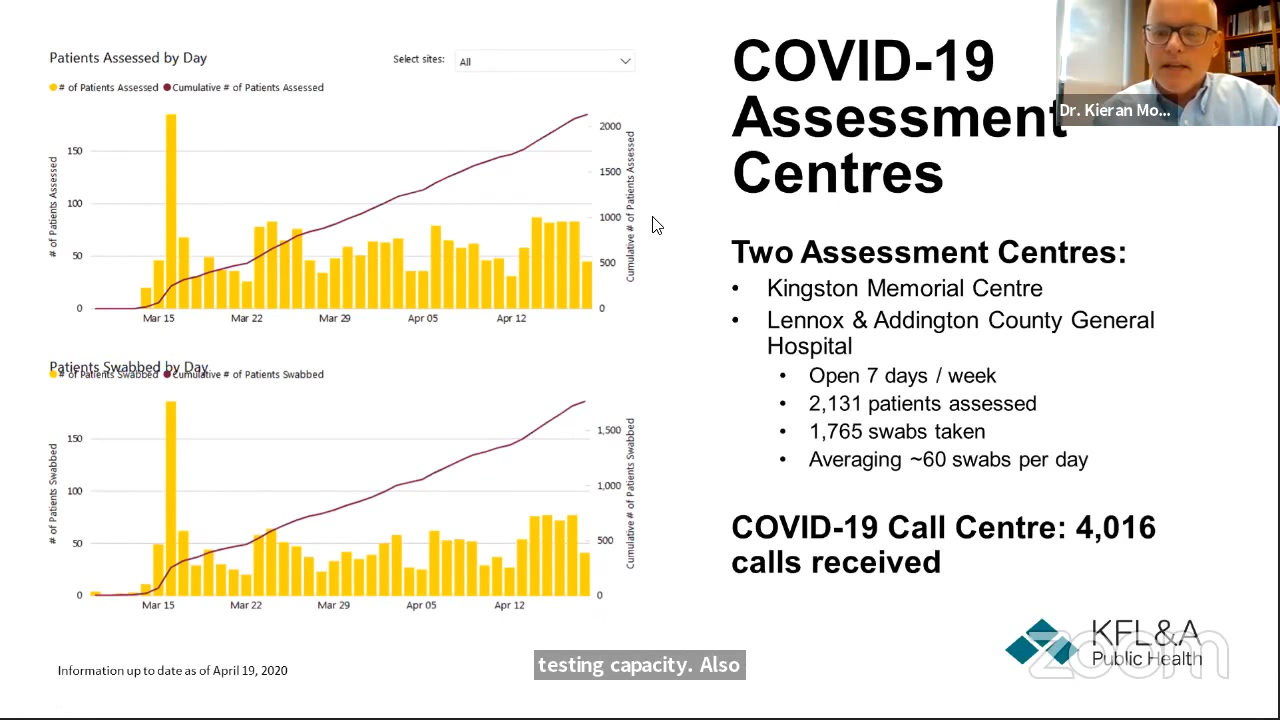 Patients Assessed by Day
Select sites:
All
# of Patients Assessed
Cumulative # of Patients Assessed
# of Patients Assessed
150
100
50
0
2000
1500
1000
500
0
Cumulative # of Patients Assessed
Mar 15
Mar 22
Mar 29
Apr 05
Apr 12
Patients Swabbed by Day
# of Patients Swabbed
Cumulative # of Patients Swabbed
# of Patients Swabbed
150
100
50
0
1,500
1,000
500
0
Cumulative # of Patients Swabbed
Mar 15
Mar 22
Mar 29
Apr 05
Apr 12
Information up to date as of April 19, 2020
COVID-19
Assessment
Centres
Dr. Kieran Mo...
Two Assessment Centres:
• Kingston Memorial Centre
• Lennox & Addington County General
Hospital
• Open 7 days / week
• 2,131 patients assessed
• 1,765 swabs taken
• Averaging ~60 swabs per day
COVID-19 Call Centre: 4,016
calls received
KFL&A
Public Health
zoom
testing capacity. Also